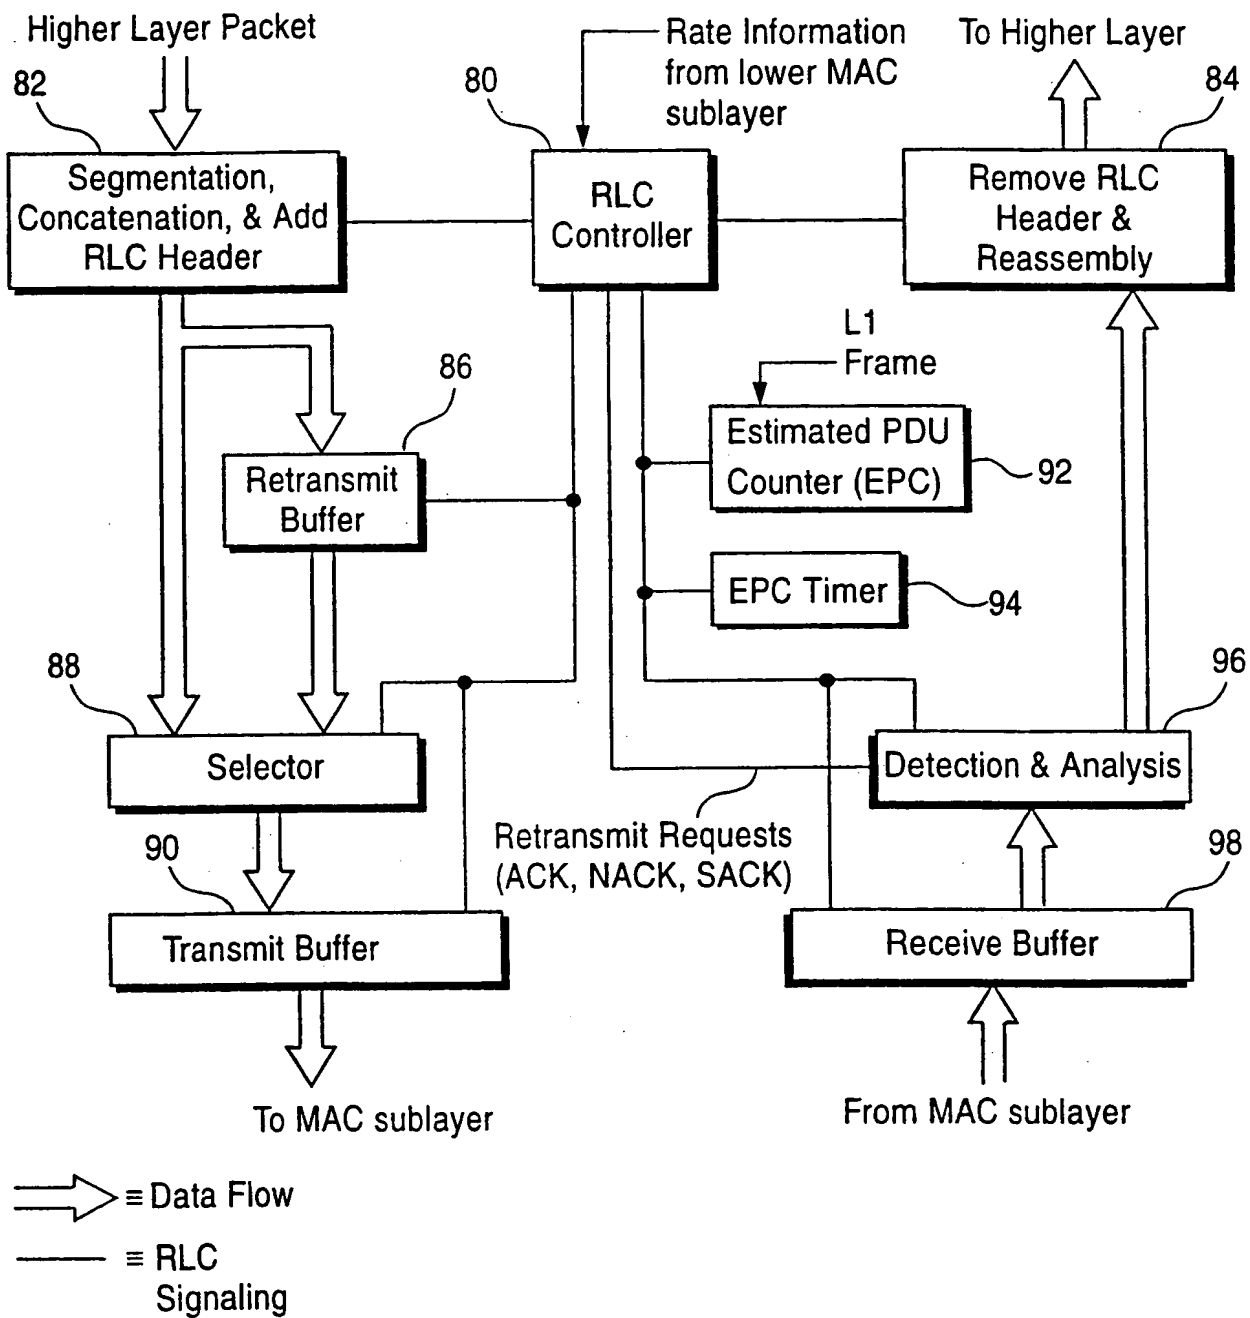 Higher Layer Packet
Rate Information
from lower MAC
sublayer
To Higher Layer
82
80
84
Segmentation,
Concatenation, & Add
RLC Header
RLC
Controller
Remove RLC
Header &
Reassembly
L1
Frame
86
Retransmit
Buffer
Estimated PDU
Counter (EPC)
92
EPC Timer
94
88
96
Selector
Detection & Analysis
Retransmit Requests
(ACK, NACK, SACK)
90
98
Transmit Buffer
Receive Buffer
To MAC sublayer
From MAC sublayer
≡ Data Flow
≡ RLC
Signaling